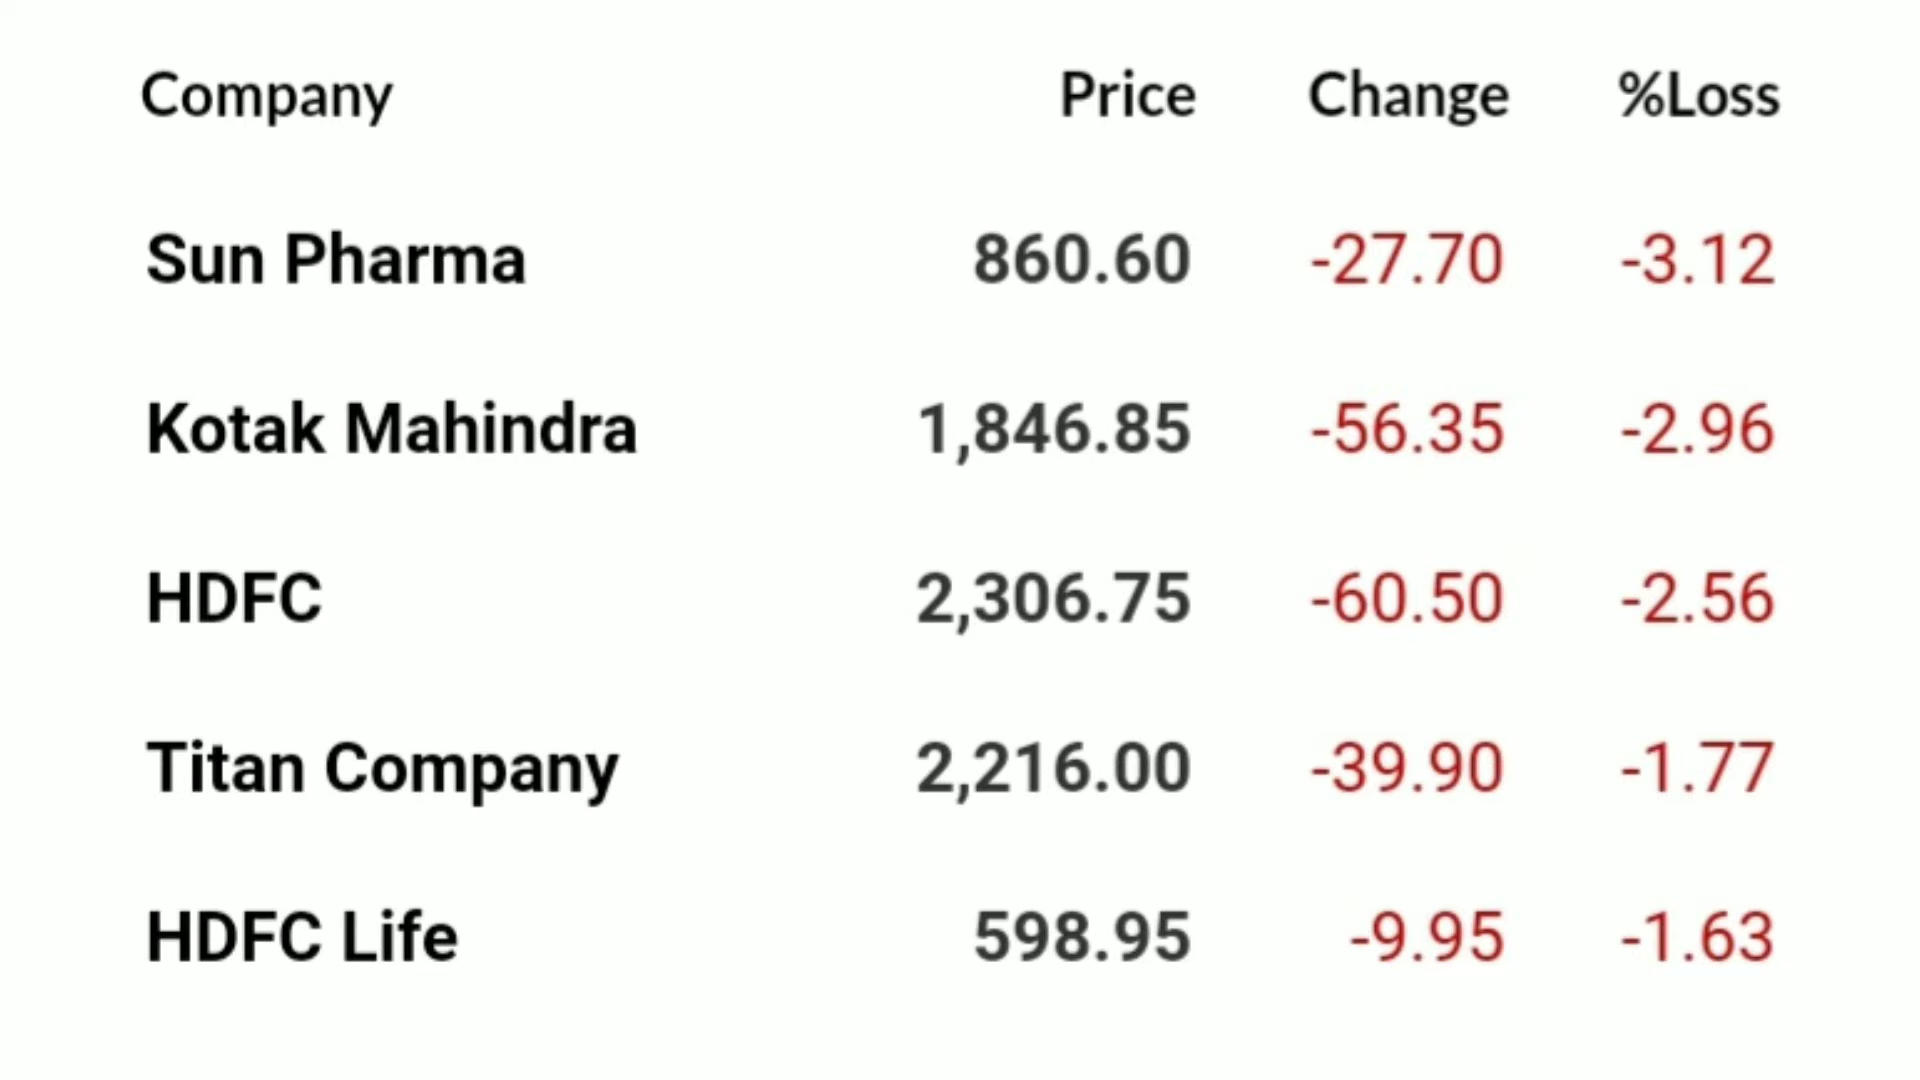 Company Price Change %Loss
Sun Pharma 860.60 -27.70 -3.12
Kotak Mahindra 1,846.85 -56.35 -2.96
HDFC 2,306.75 -60.50 -2.56
Titan Company 2,216.00 -39.90 -1.77
HDFC Life 598.95 -9.95 -1.63